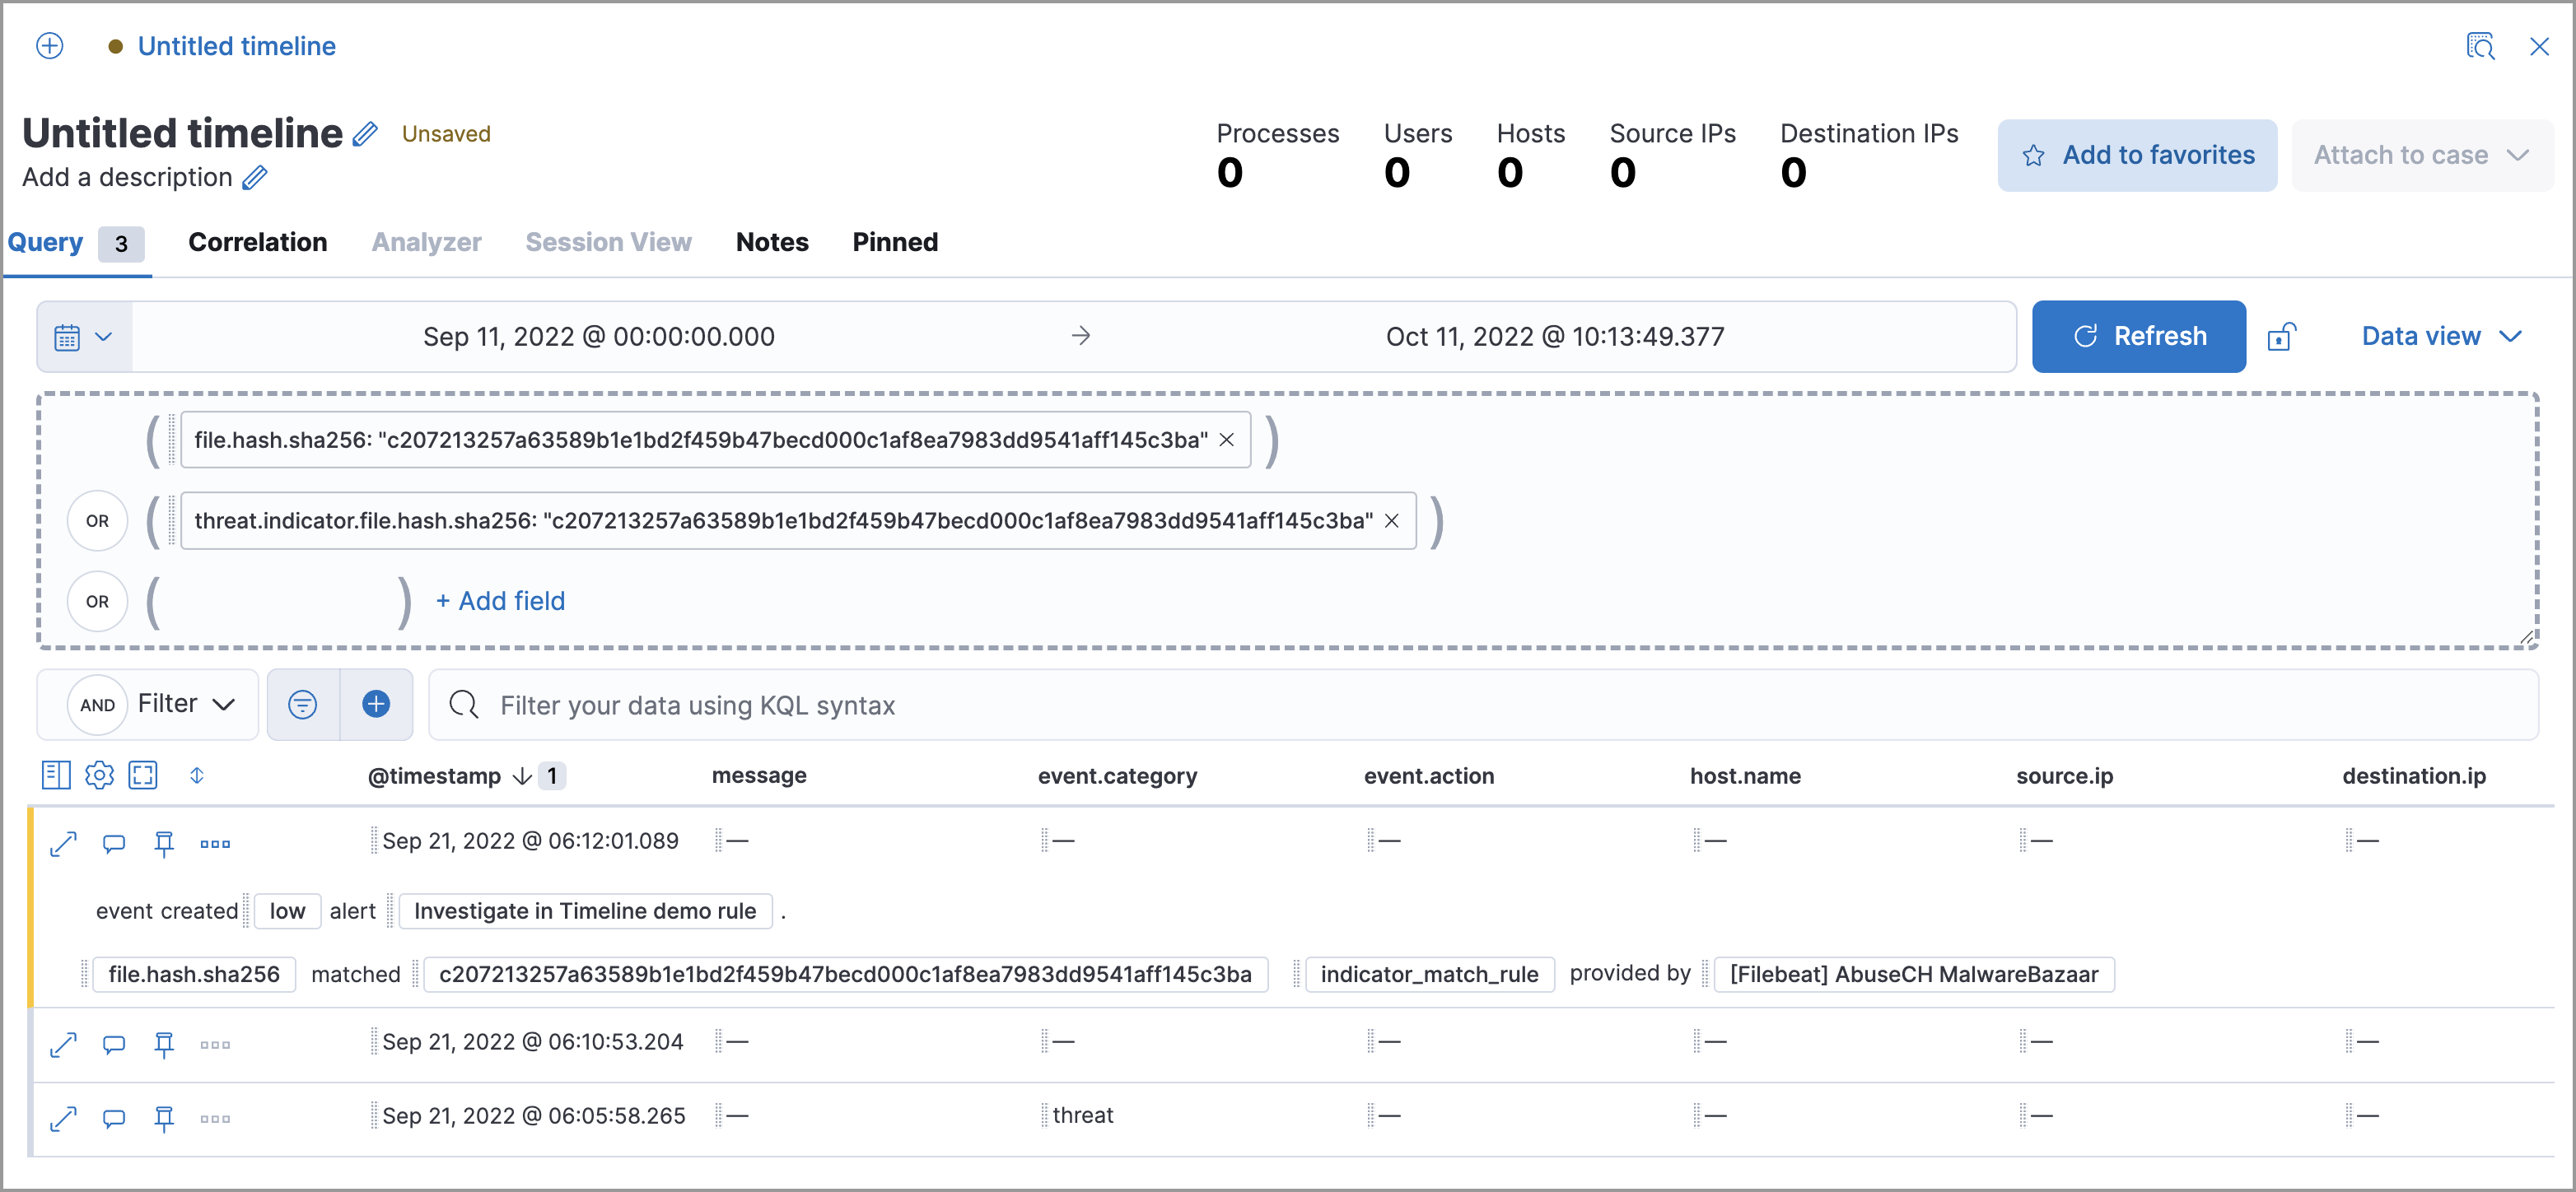 Untitled timeline
Untitled timeline Unsaved
Add a description
Processes Users Hosts Source IPs Destination IPs
0 0 0 0 0
Add to favorites Attach to case
Query 3 Correlation Analyzer Session View Notes Pinned
Sep 11, 2022 @ 00:00:00.000 → Oct 11, 2022 @ 10:13:49.377 Refresh Data view
( file.hash.sha256: "c207213257a63589b1e1bd2f459b47becd000c1af8ea7983dd9541aff145c3ba" × )
OR ( threat.indicator.file.hash.sha256: "c207213257a63589b1e1bd2f459b47becd000c1af8ea7983dd9541aff145c3ba" × )
OR ( ) + Add field
AND Filter Filter your data using KQL syntax
@timestamp ↓ 1 message event.category event.action host.name source.ip destination.ip
Sep 21, 2022 @ 06:12:01.089 — — — — — —
event created low alert Investigate in Timeline demo rule .
file.hash.sha256 matched c207213257a63589b1e1bd2f459b47becd000c1af8ea7983dd9541aff145c3ba indicator_match_rule provided by [Filebeat] AbuseCH MalwareBazaar
Sep 21, 2022 @ 06:10:53.204 — — — — — —
Sep 21, 2022 @ 06:05:58.265 — threat — — — —